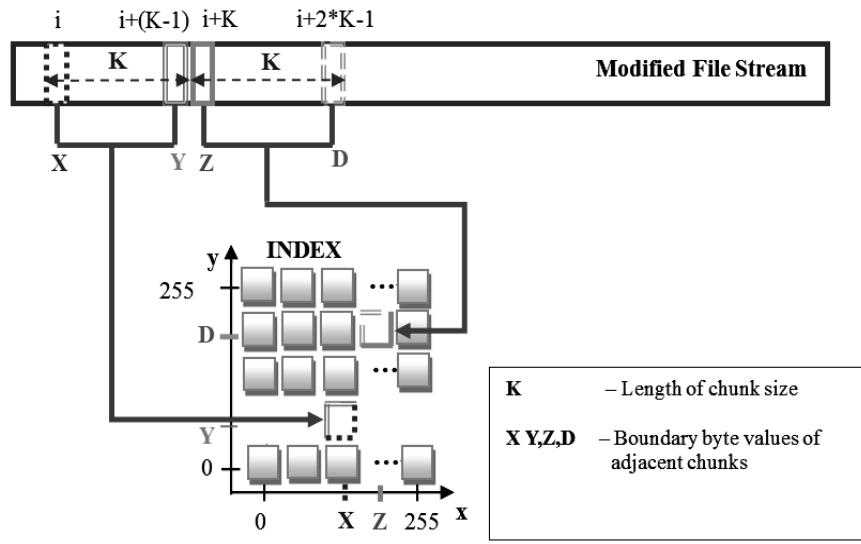 i i+(K-1) i+K i+2*K-1
K K Modified File Stream
X Y Z D
INDEX
y
255 ...
D
...
Y
0 ...
0 X Z 255 x
K – Length of chunk size
X Y,Z,D – Boundary byte values of
adjacent chunks